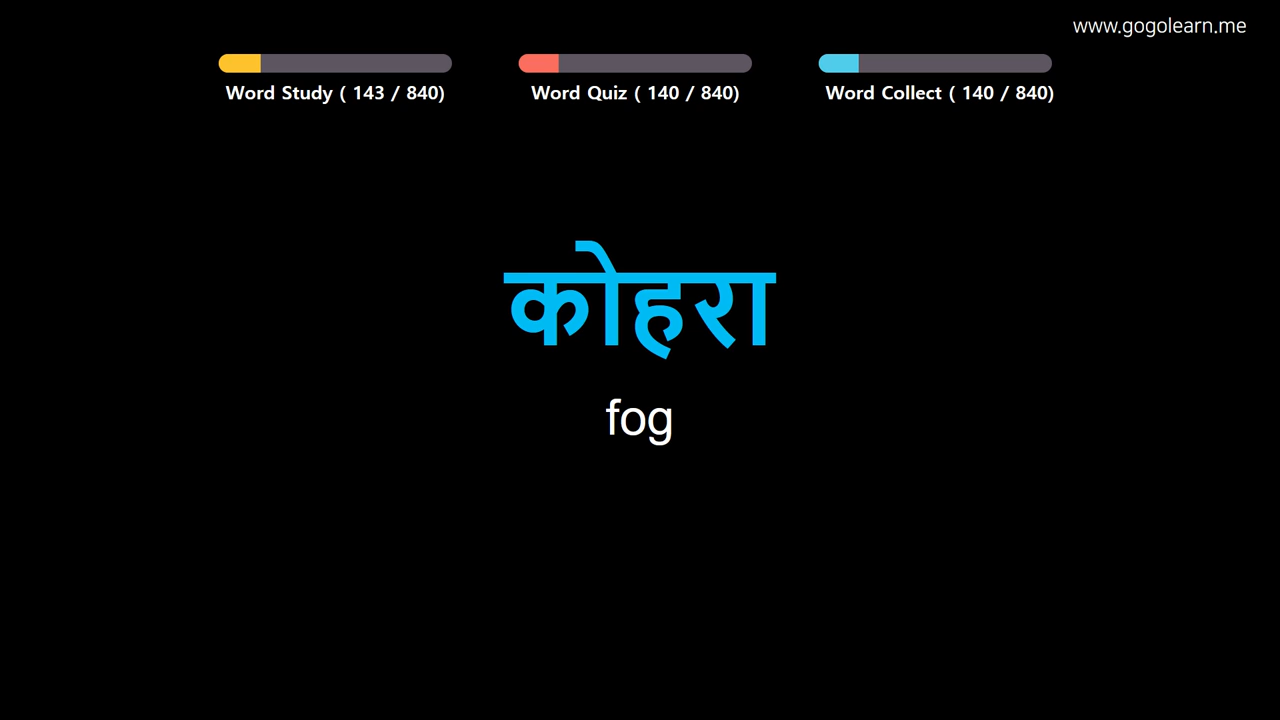 www.gogolearn.me
Word Study ( 143 / 840)
Word Quiz ( 140 / 840)
Word Collect ( 140 / 840)
कोहरा
fog